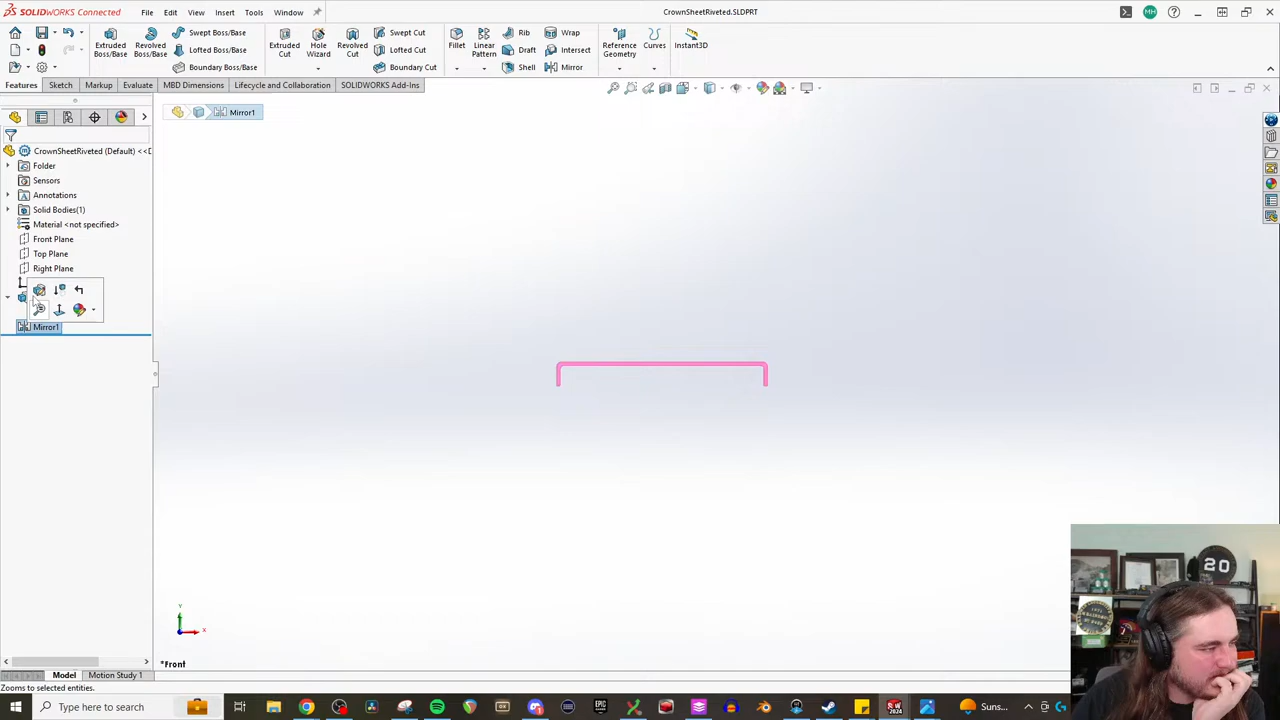 SOLIDWORKS Connected
File
Edit
View
Insert
Tools
Window
CrownSheetRiveted.SLDPRT
MH
Extruded Boss/Base
Revolved Boss/Base
Swept Boss/Base
Lofted Boss/Base
Boundary Boss/Base
Extruded Cut
Hole Wizard
Revolved Cut
Swept Cut
Lofted Cut
Boundary Cut
Fillet
Linear Pattern
Rib
Draft
Shell
Wrap
Intersect
Mirror
Reference Geometry
Curves
Instant3D
Features
Sketch
Markup
Evaluate
MBD Dimensions
Lifecycle and Collaboration
SOLIDWORKS Add-Ins
Mirror1
CrownSheetRiveted (Default) <<D
Folder
Sensors
Annotations
Solid Bodies(1)
Material <not specified>
Front Plane
Top Plane
Right Plane
Mirror1
Y
X
*Front
Model
Motion Study 1
Zooms to selected entities.
Type here to search
Suns...
20